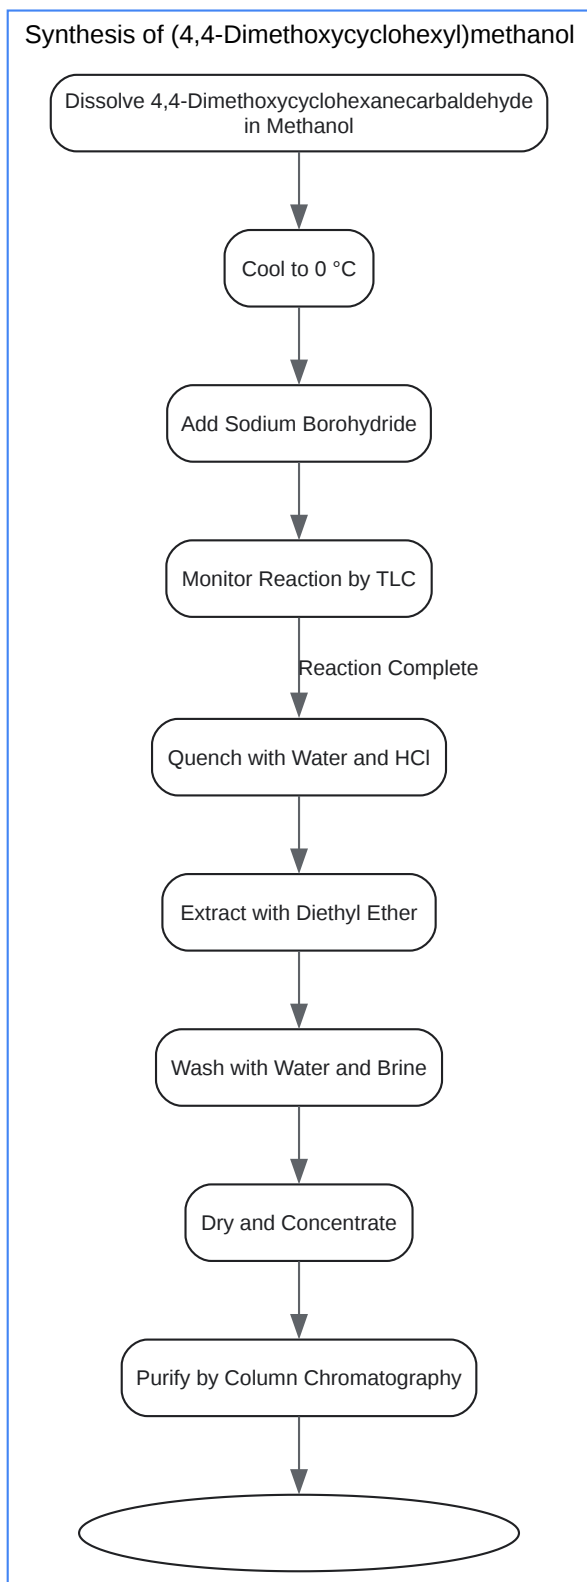 Synthesis of (4,4-Dimethoxycyclohexyl)methanol
Dissolve 4,4-Dimethoxycyclohexanecarbaldehyde
in Methanol
Cool to 0 °C
Add Sodium Borohydride
Monitor Reaction by TLC
Reaction Complete
Quench with Water and HCl
Extract with Diethyl Ether
Wash with Water and Brine
Dry and Concentrate
Purify by Column Chromatography